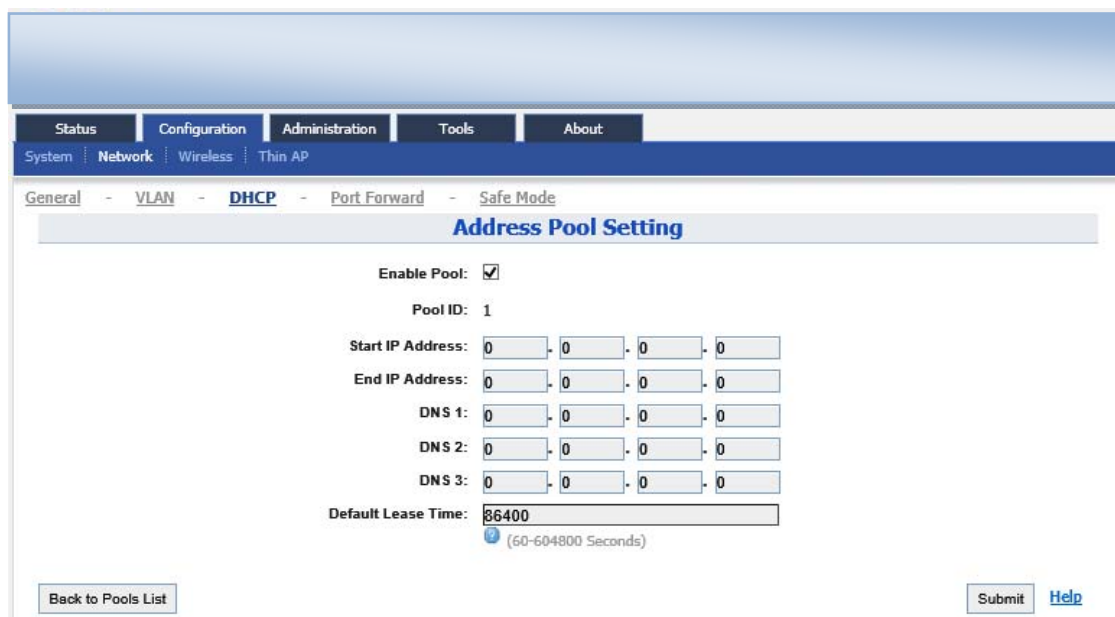 Status Configuration Administration Tools About
System Network Wireless Thin AP
General - VLAN - DHCP - Port Forward - Safe Mode
Address Pool Setting
Enable Pool:
Pool ID: 1
Start IP Address: 0 . 0 . 0 . 0
End IP Address: 0 . 0 . 0 . 0
DNS 1: 0 . 0 . 0 . 0
DNS 2: 0 . 0 . 0 . 0
DNS 3: 0 . 0 . 0 . 0
Default Lease Time: 86400
? (60-604800 Seconds)
Back to Pools List Submit Help